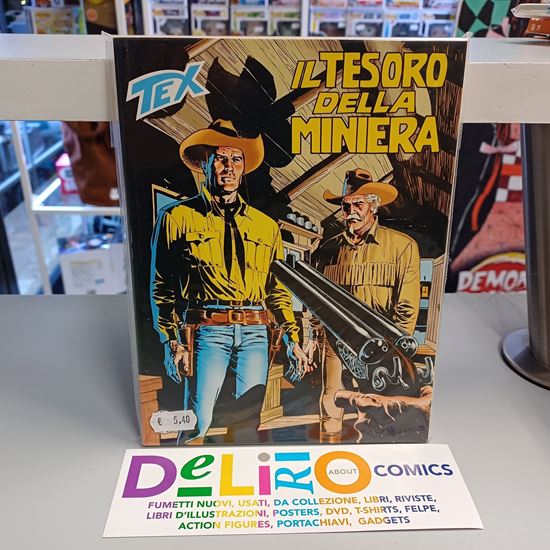 TEX
IL TESORO
DELLA
MINIERA
€ 5,40
DeLiRiO ABOUT COMICS
FUMETTI NUOVI, USATI, DA COLLEZIONE, LIBRI, RIVISTE,
LIBRI D'ILLUSTRAZIONI, POSTERS, DVD, T-SHIRTS, FELPE,
ACTION FIGURES, PORTACHIAVI, GADGETS
DEMON